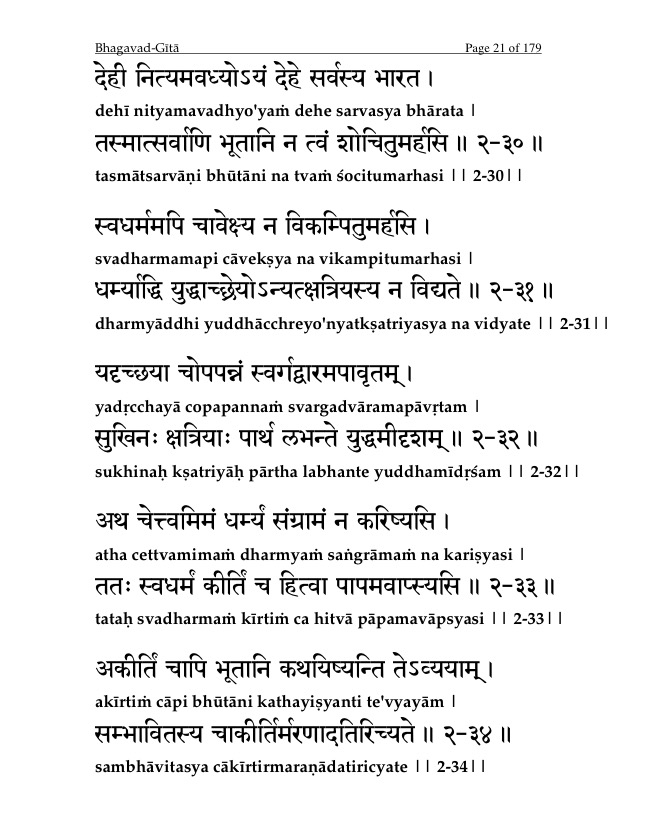 Bhagavad-Gītā Page 21 of 179
देही नित्यमवध्योऽयं देहे सर्वस्य भारत ।
dehī nityamavadhyo'yaṁ dehe sarvasya bhārata |
तस्मात्सर्वाणि भूतानि न त्वं शोचितुमर्हसि ॥ २-३० ॥
tasmātsarvāṇi bhūtāni na tvaṁ śocitumarhasi || 2-30||
स्वधर्ममपि चावेक्ष्य न विकम्पितुमर्हसि ।
svadharmamapi cāvekṣya na vikampitumarhasi |
धर्म्याद्धि युद्धाच्छ्रेयोऽन्यत्क्षत्रियस्य न विद्यते ॥ २-३१ ॥
dharmyāddhi yuddhācchreyo'nyatkṣatriyasya na vidyate || 2-31||
यदृच्छया चोपपन्नं स्वर्गद्वारमपावृतम् ।
yadṛcchayā copapannaṁ svargadvāramapāvṛtam |
सुखिनः क्षत्रियाः पार्थ लभन्ते युद्धमीदृशम् ॥ २-३२ ॥
sukhinaḥ kṣatriyāḥ pārtha labhante yuddhamīdṛśam || 2-32||
अथ चेत्त्वमिमं धर्म्यं संग्रामं न करिष्यसि ।
atha cettvamimaṁ dharmyaṁ saṅgrāmaṁ na kariṣyasi |
ततः स्वधर्मं कीर्तिं च हित्वा पापमवाप्स्यसि ॥ २-३३ ॥
tataḥ svadharmaṁ kīrtiṁ ca hitvā pāpamavāpsyasi || 2-33||
अकीर्तिं चापि भूतानि कथयिष्यन्ति तेऽव्ययाम् ।
akīrtiṁ cāpi bhūtāni kathayiṣyanti te'vyayām |
सम्भावितस्य चाकीर्तिर्मरणादतिरिच्यते ॥ २-३४ ॥
sambhāvitasya cākīrtirmaraṇādatiricyate || 2-34||